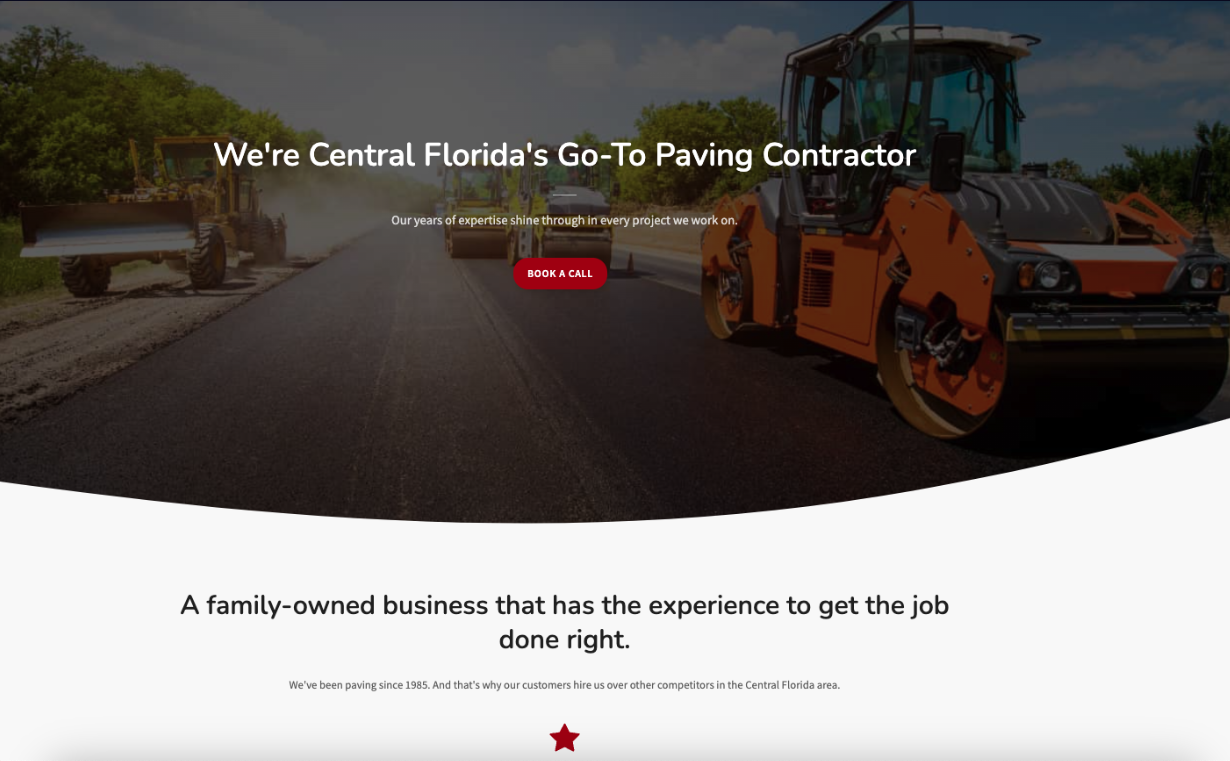 We're Central Florida's Go-To Paving Contractor
Our years of expertise shine through in every project we work on.
BOOK A CALL
A family-owned business that has the experience to get the job
done right.
We've been paving since 1985. And that's why our customers hire us over other competitors in the Central Florida area.